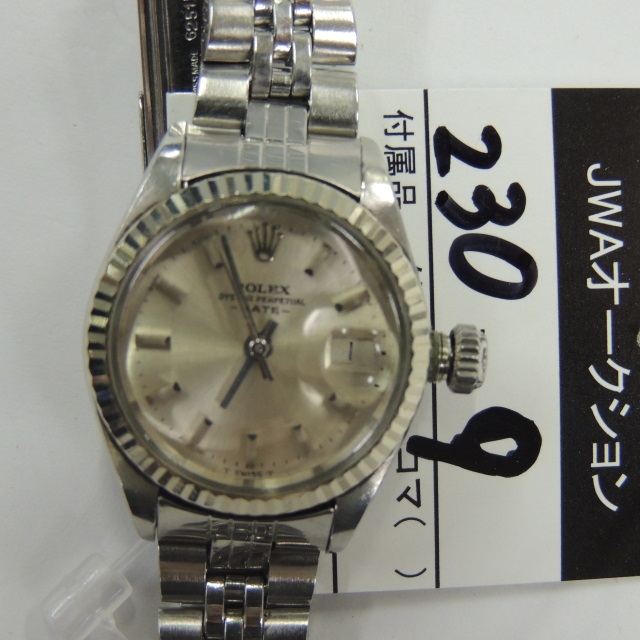 ROLEX
OYSTER PERPETUAL
DATE
1
付属品
コマ( )
230
9
JWAオークション